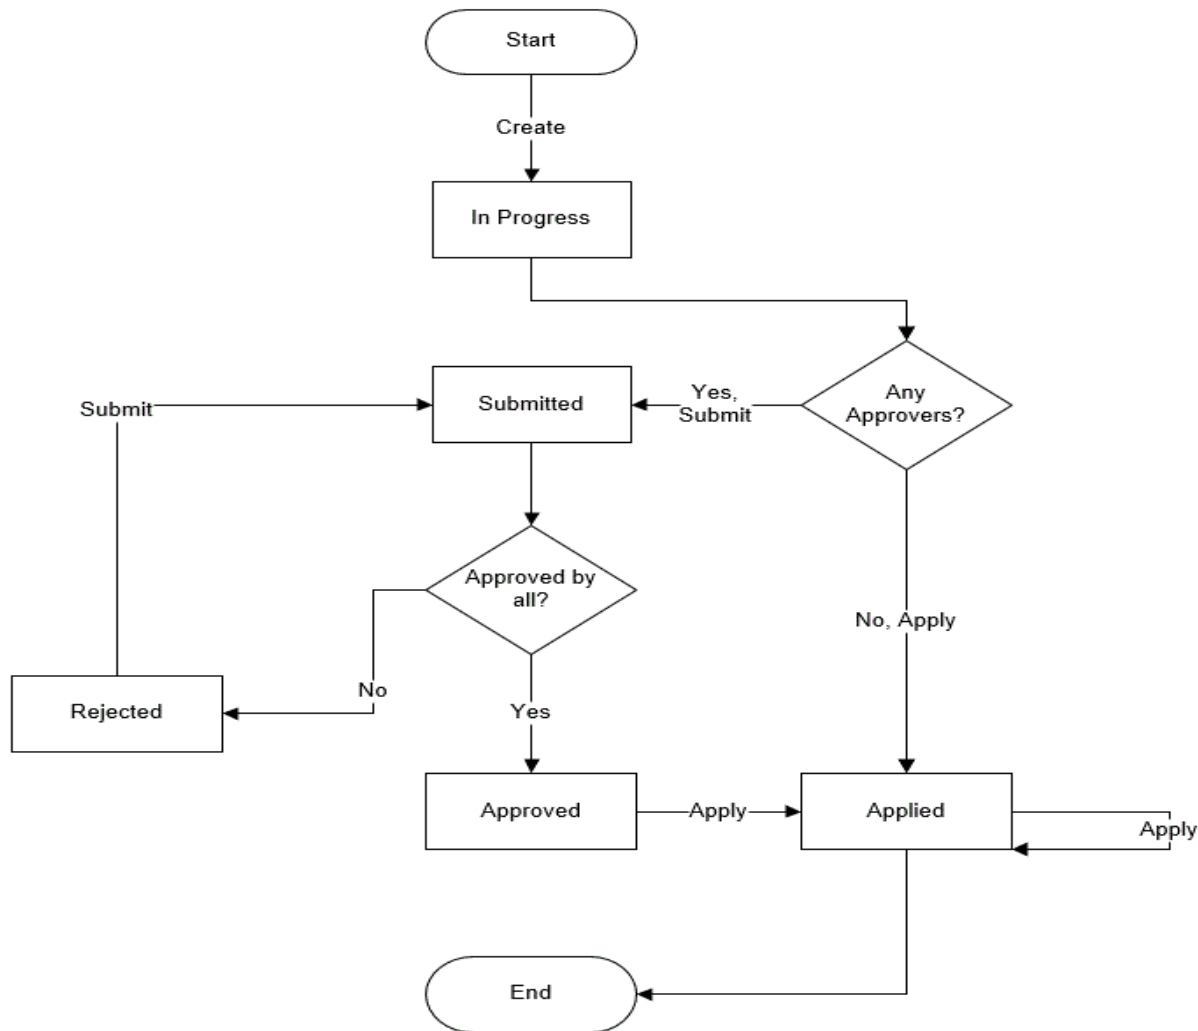 Start
Create
In Progress
Any
Approvers?
Yes,
Submit
Submitted
Submit
Approved by
all?
No, Apply
No
Rejected
Yes
Approved
Apply
Applied
Apply
End